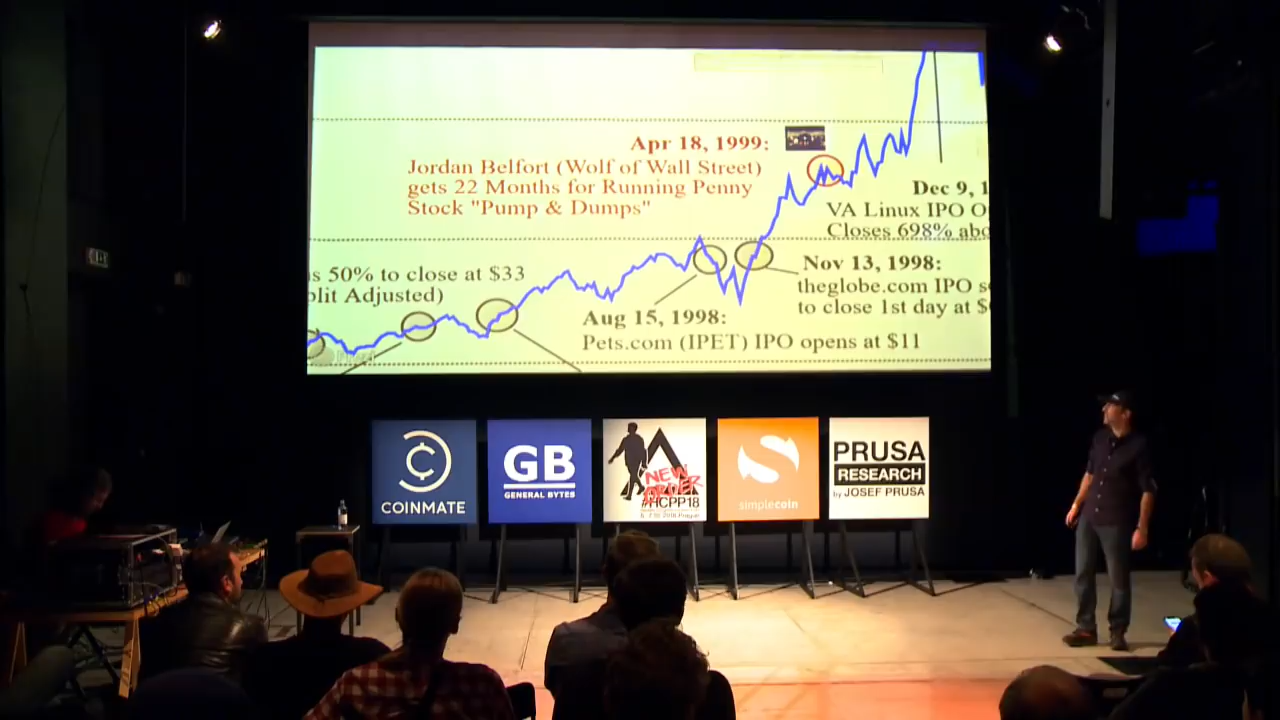 Apr 18, 1999:
Jordan Belfort (Wolf of Wall Street)
gets 22 Months for Running Penny
Stock "Pump & Dumps"
Dec 9, 1
VA Linux IPO O
Closes 698% abo
s 50% to close at $33
plit Adjusted)
Nov 13, 1998:
theglobe.com IPO s
to close 1st day at $
Aug 15, 1998:
Pets.com (IPET) IPO opens at $11
COINMATE
GB
GENERAL BYTES
NEW
ORDER
#HCPP18
simplecoin
PRUSA
RESEARCH
by JOSEF PRUSA